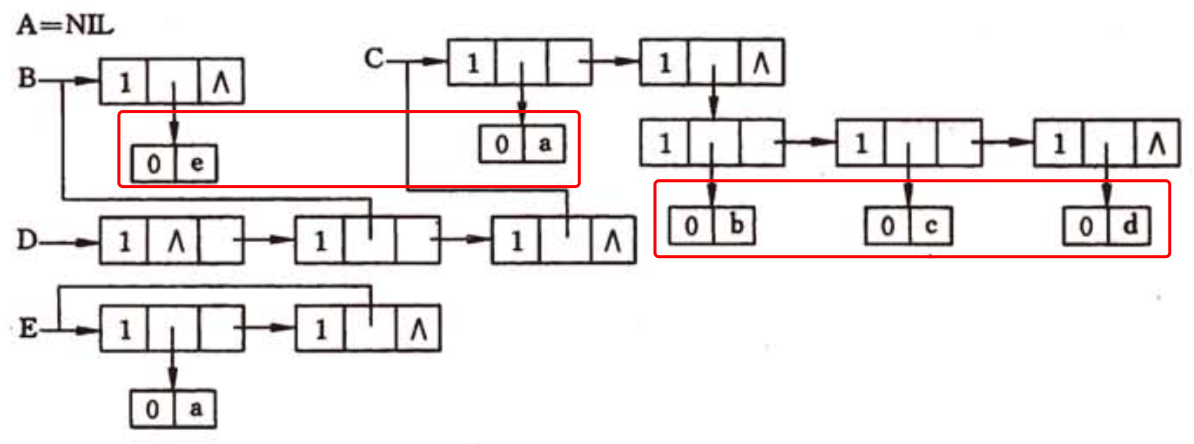 A=NIL
B 1 ∧
C 1 1 ∧
0 e
0 a
1 1 1 ∧
0 b 0 c 0 d
D 1 ∧ 1 1 ∧
E 1 1 ∧
0 a